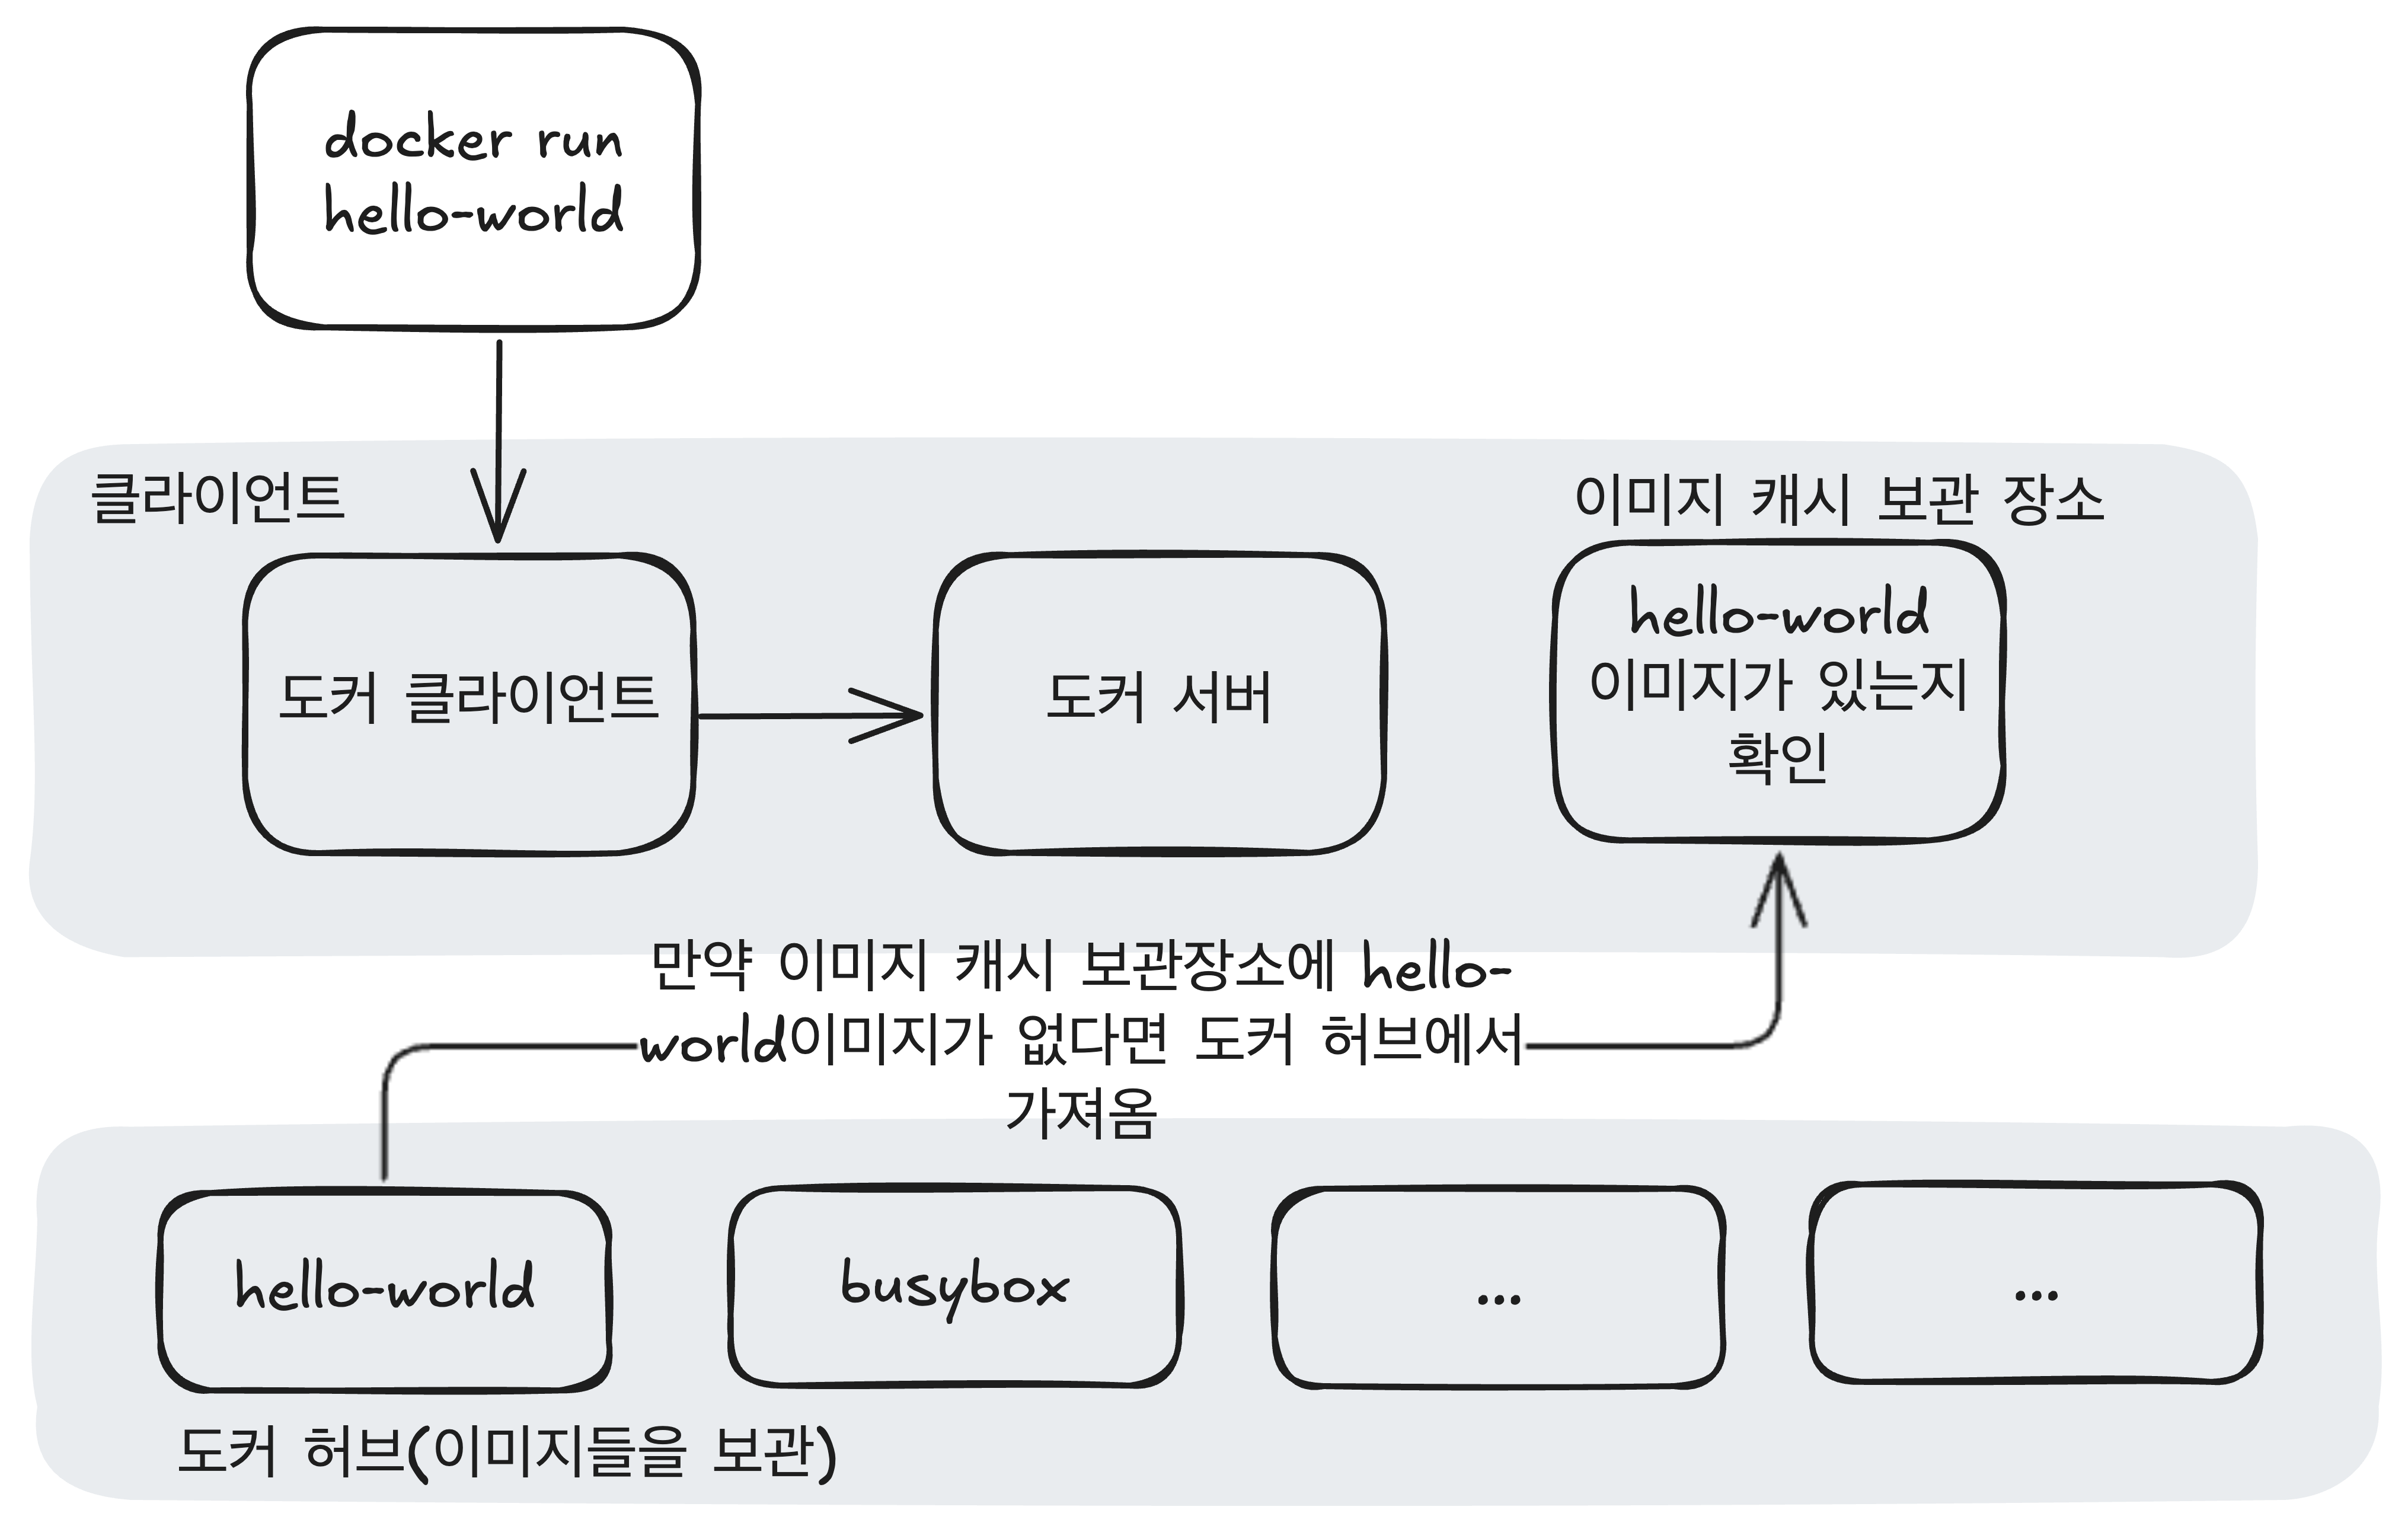 docker run
hello-world
클라이언트
이미지 캐시 보관 장소
도커 클라이언트
도커 서버
hello-world
이미지가 있는지
확인
만약 이미지 캐시 보관장소에 hello-
world이미지가 없다면 도커 허브에서
가져옴
hello-world
busybox
...
...
도커 허브(이미지들을 보관)